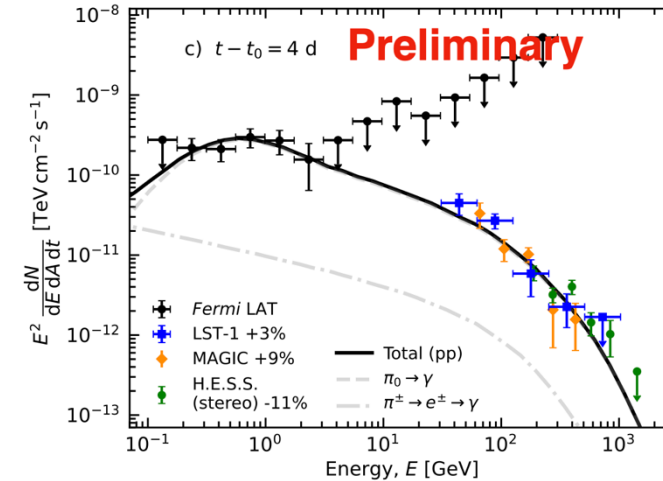 c) t − t₀ = 4 d
Preliminary
E² dN/dE dA dt [TeV cm⁻² s⁻¹]
10⁻⁸
10⁻⁹
10⁻¹⁰
10⁻¹¹
10⁻¹²
10⁻¹³
Fermi LAT
LST-1 +3%
MAGIC +9%
H.E.S.S.
(stereo) -11%
Total (pp)
π₀ → γ
π± → e± → γ
10⁻¹ 10⁰ 10¹ 10² 10³
Energy, E [GeV]